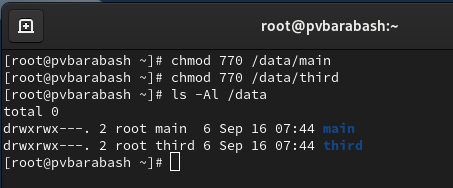 root@pvbarabash:~
[root@pvbarabash ~]# chmod 770 /data/main
[root@pvbarabash ~]# chmod 770 /data/third
[root@pvbarabash ~]# ls -Al /data
total 0
drwxrwx---. 2 root main  6 Sep 16 07:44 main
drwxrwx---. 2 root third 6 Sep 16 07:44 third
[root@pvbarabash ~]#